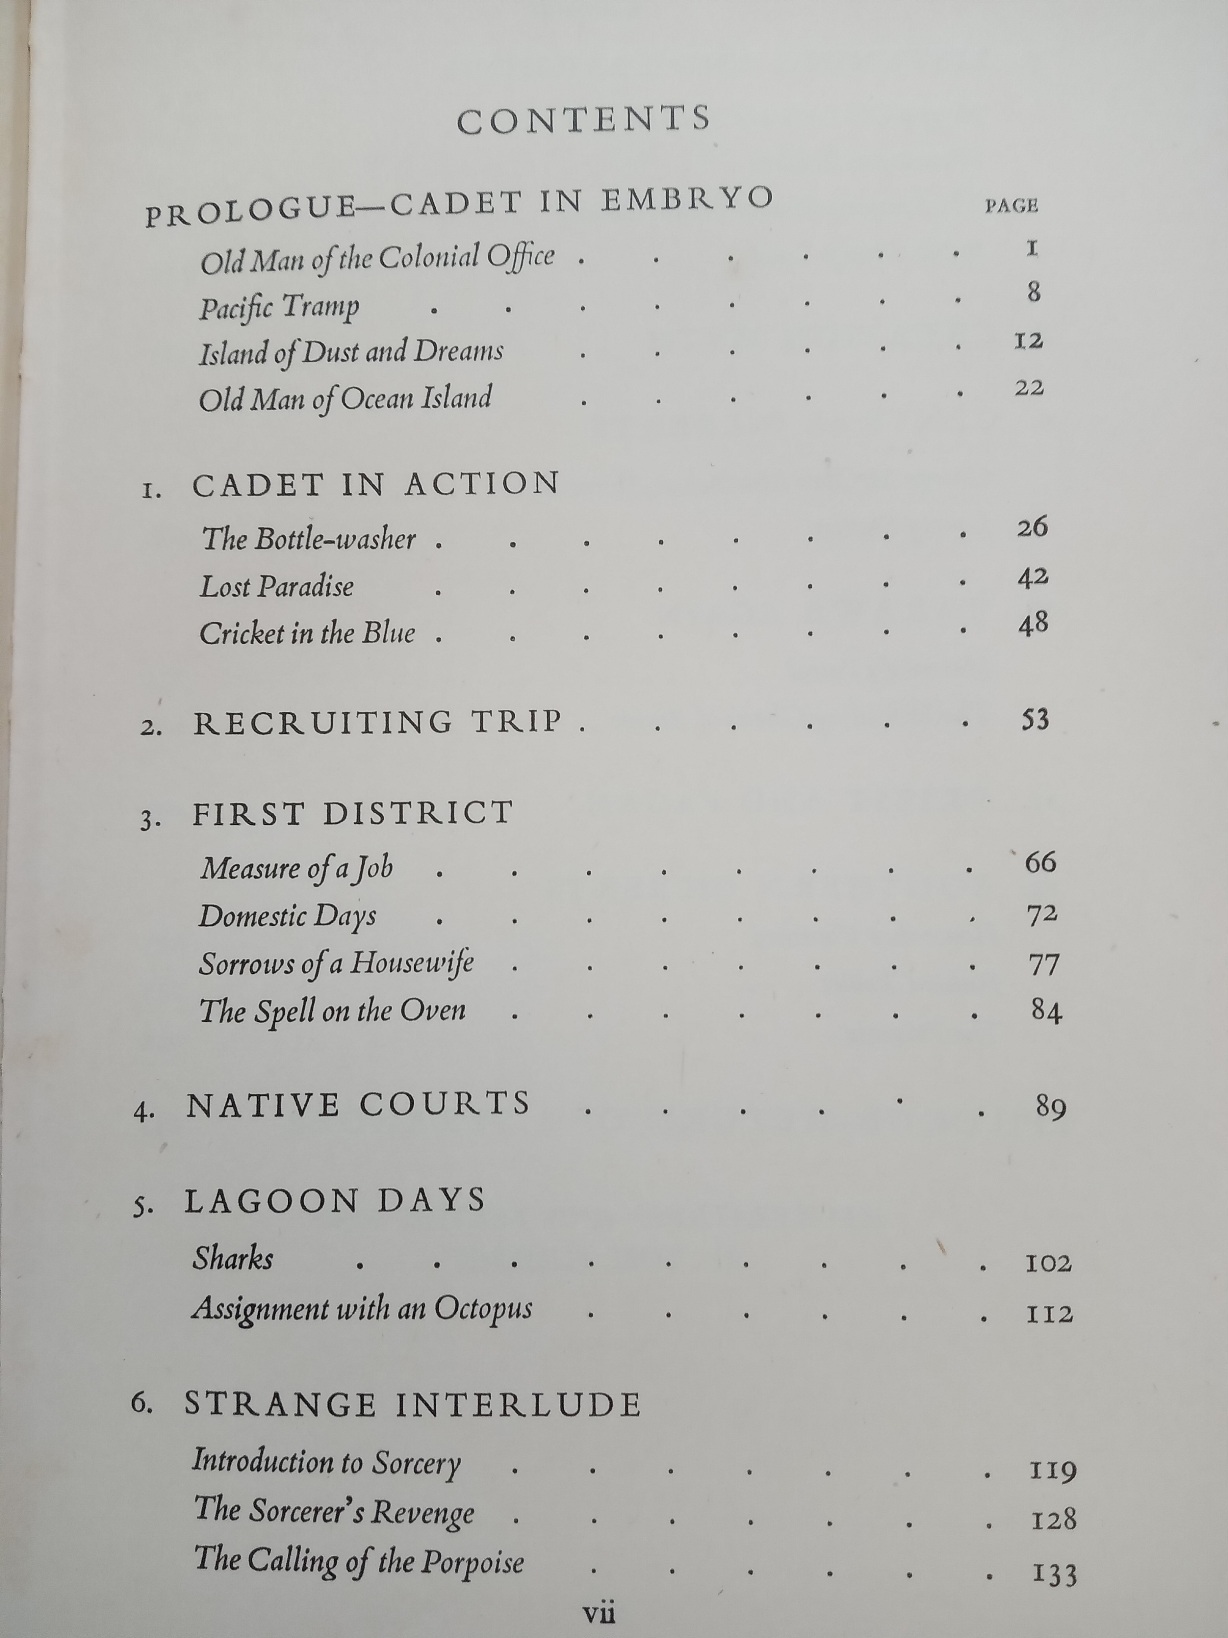 CONTENTS
PROLOGUE—CADET IN EMBRYO PAGE
Old Man of the Colonial Office . . . . . . 1
Pacific Tramp . . . . . . . . 8
Island of Dust and Dreams . . . . . . 12
Old Man of Ocean Island . . . . . . 22
1. CADET IN ACTION
The Bottle-washer . . . . . . . . 26
Lost Paradise . . . . . . . . 42
Cricket in the Blue . . . . . . . . 48
2. RECRUITING TRIP . . . . . . 53
3. FIRST DISTRICT
Measure of a Job . . . . . . . . 66
Domestic Days . . . . . . . . 72
Sorrows of a Housewife . . . . . . . 77
The Spell on the Oven . . . . . . . 84
4. NATIVE COURTS . . . . . . 89
5. LAGOON DAYS
Sharks . . . . . . . . . 102
Assignment with an Octopus . . . . . . 112
6. STRANGE INTERLUDE
Introduction to Sorcery . . . . . . . 119
The Sorcerer's Revenge . . . . . . . 128
The Calling of the Porpoise . . . . . . 133
vii